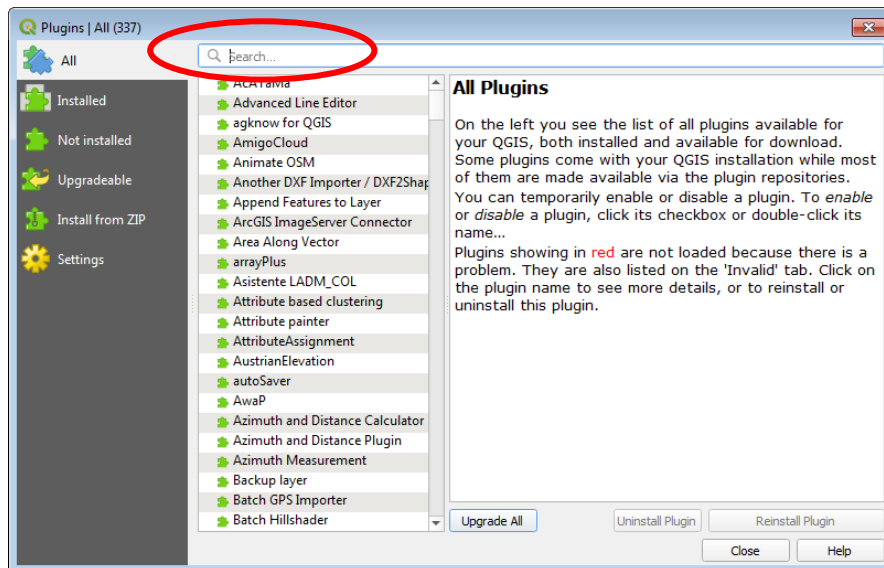 Plugins | All (337)
All
Installed
Not installed
Upgradeable
Install from ZIP
Settings
Search...
AcATaMa
Advanced Line Editor
agknow for QGIS
AmigoCloud
Animate OSM
Another DXF Importer / DXF2Shap
Append Features to Layer
ArcGIS ImageServer Connector
Area Along Vector
arrayPlus
Asistente LADM_COL
Attribute based clustering
Attribute painter
AttributeAssignment
AustrianElevation
autoSaver
AwaP
Azimuth and Distance Calculator
Azimuth and Distance Plugin
Azimuth Measurement
Backup layer
Batch GPS Importer
Batch Hillshader
All Plugins
On the left you see the list of all plugins available for
your QGIS, both installed and available for download.
Some plugins come with your QGIS installation while most
of them are made available via the plugin repositories.
You can temporarily enable or disable a plugin. To enable
or disable a plugin, click its checkbox or double-click its
name...
Plugins showing in red are not loaded because there is a
problem. They are also listed on the 'Invalid' tab. Click on
the plugin name to see more details, or to reinstall or
uninstall this plugin.
Upgrade All
Uninstall Plugin
Reinstall Plugin
Close
Help